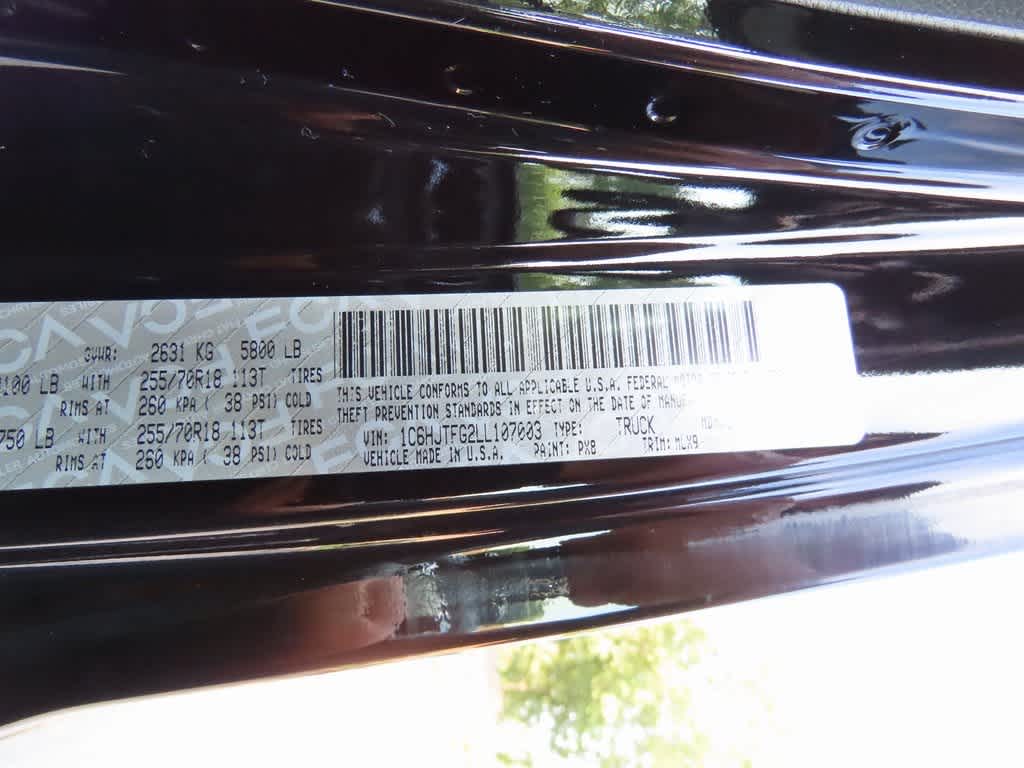 GVWR: 2631 KG 5800 LB
100 LB WITH 255/70R18 113T TIRES
RIMS AT 260 KPA ( 38 PSI) COLD
750 LB WITH 255/70R18 113T TIRES
RIMS AT 260 KPA ( 38 PSI) COLD
THIS VEHICLE CONFORMS TO ALL APPLICABLE U.S.A. FEDERAL MOTOR
THEFT PREVENTION STANDARDS IN EFFECT ON THE DATE OF MANUF
VIN: 1C6HJTFG2LL107003 TYPE: TRUCK
VEHICLE MADE IN U.S.A. PAINT: PX8 TRIM: MLX9